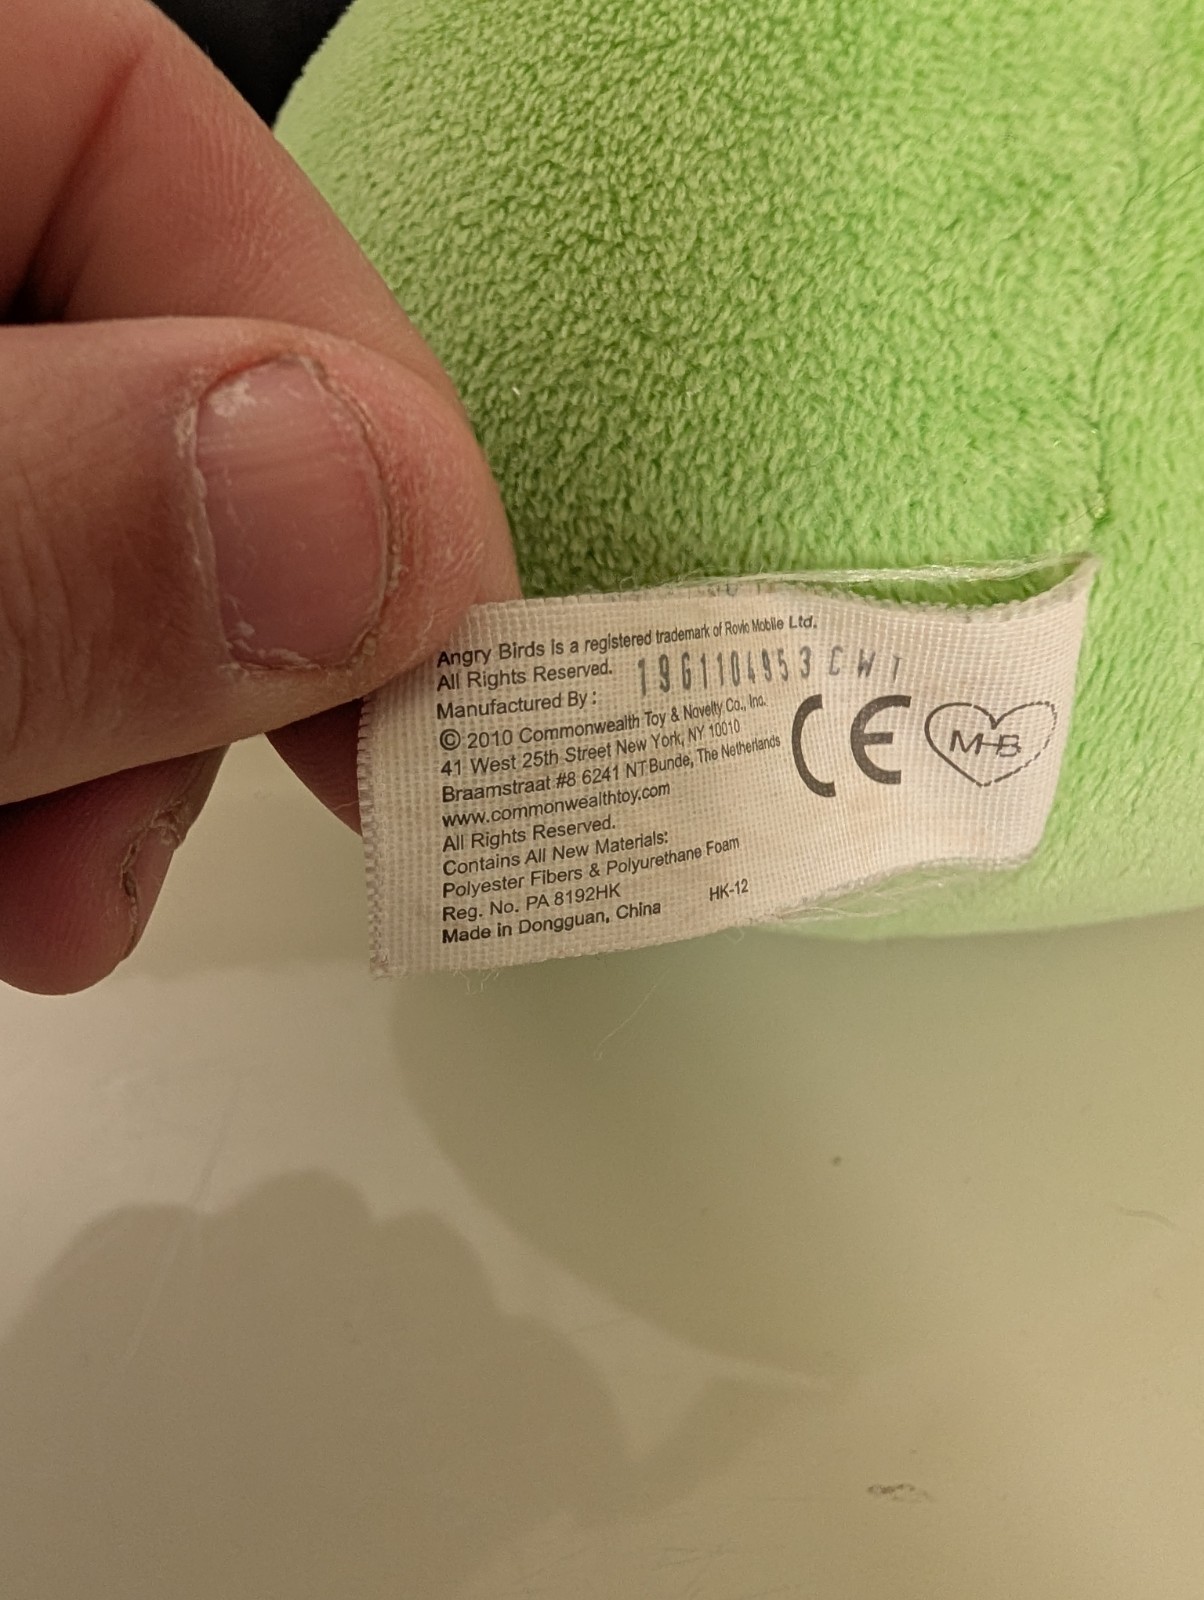 Angry Birds is a registered trademark of Rovio Mobile Ltd.
All Rights Reserved.
1961104953 CWT
Manufactured By :
© 2010 Commonwealth Toy & Novelty Co., Inc.
41 West 25th Street New York, NY 10010
Braamstraat #8 6241 NT Bunde, The Netherlands
www.commonwealthtoy.com
All Rights Reserved.
Contains All New Materials:
Polyester Fibers & Polyurethane Foam
Reg. No. PA 8192HK
HK-12
Made in Dongguan, China
CE
M-B